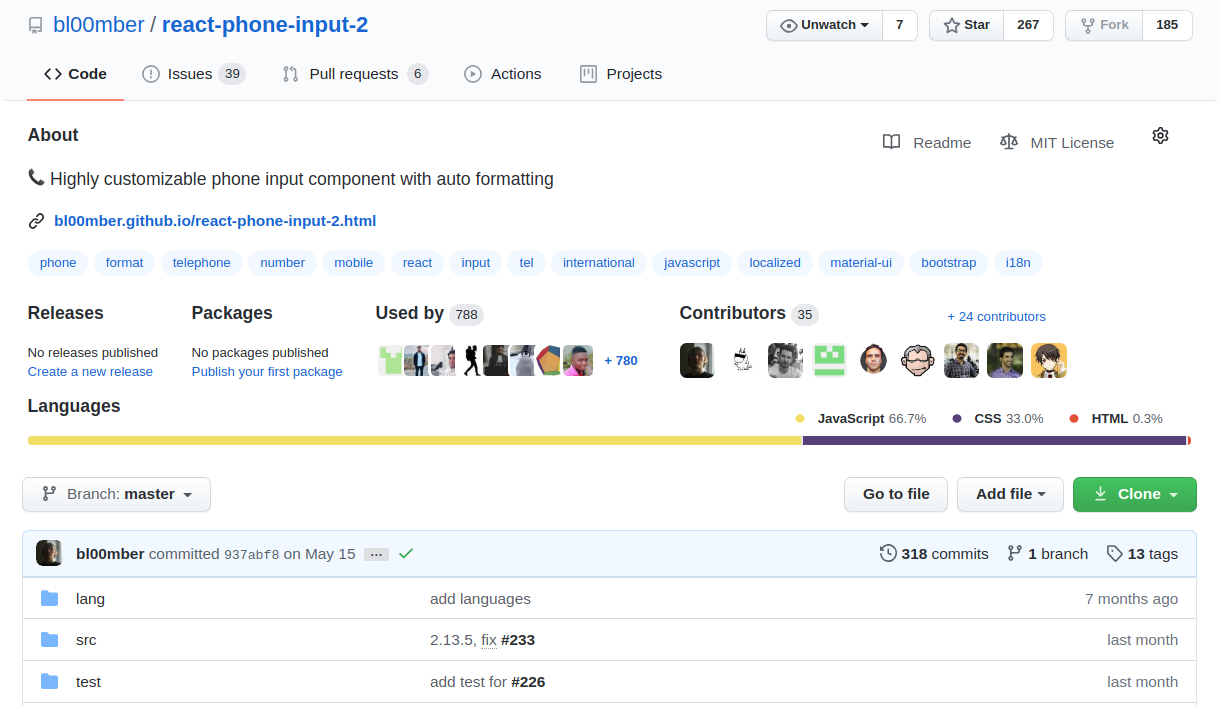 bl00mber / react-phone-input-2
Unwatch 7 Star 267 Fork 185
Code Issues 39 Pull requests 6 Actions Projects
About
Readme MIT License
Highly customizable phone input component with auto formatting
bl00mber.github.io/react-phone-input-2.html
phone format telephone number mobile react input tel international javascript localized material-ui bootstrap i18n
Releases Packages Used by 788 Contributors 35 + 24 contributors
No releases published No packages published
+ 780
Create a new release Publish your first package
Languages
JavaScript 66.7% CSS 33.0% HTML 0.3%
Branch: master Go to file Add file Clone
bl00mber committed 937abf8 on May 15 ... 318 commits 1 branch 13 tags
lang add languages 7 months ago
src 2.13.5, fix #233 last month
test add test for #226 last month